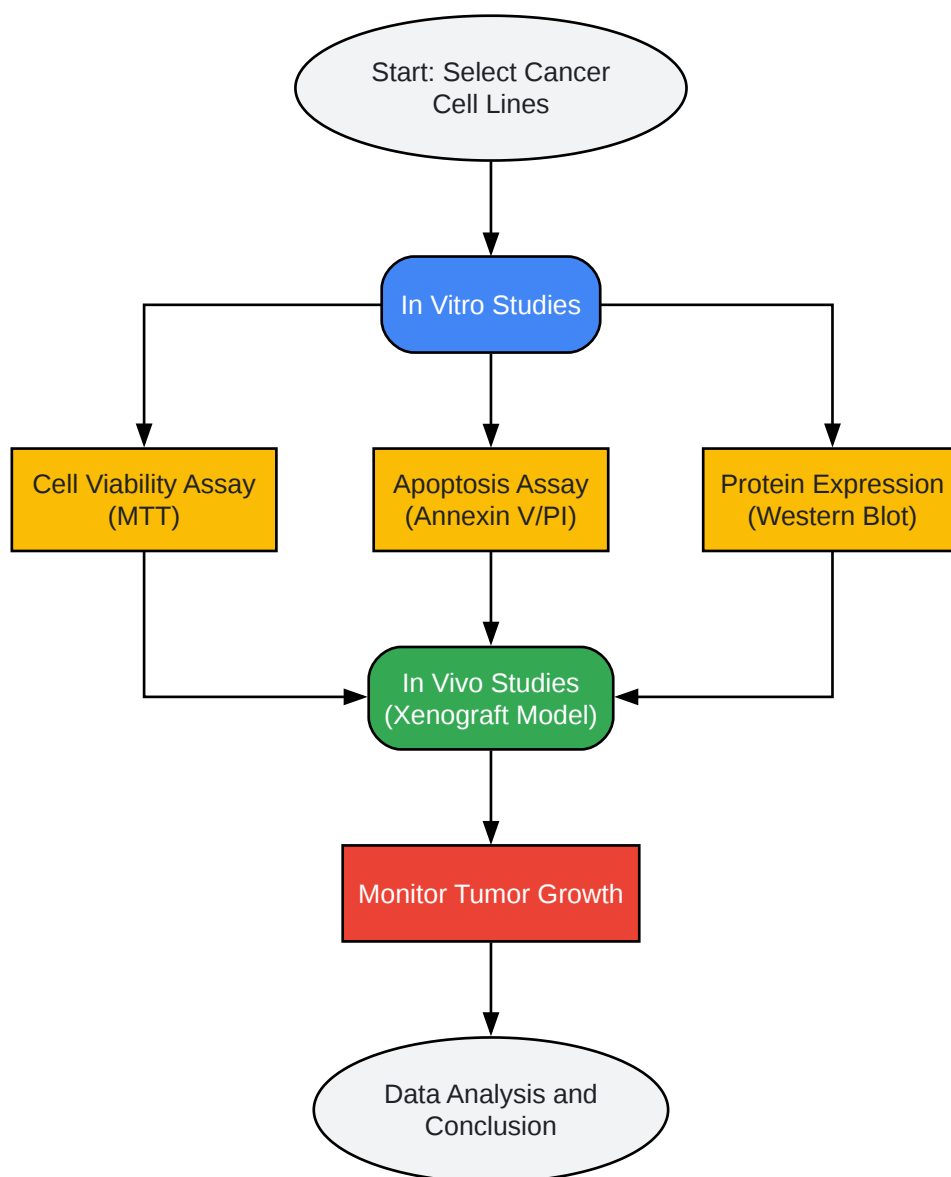 Start: Select Cancer
Cell Lines
In Vitro Studies
Cell Viability Assay
(MTT)
Apoptosis Assay
(Annexin V/PI)
Protein Expression
(Western Blot)
In Vivo Studies
(Xenograft Model)
Monitor Tumor Growth
Data Analysis and
Conclusion